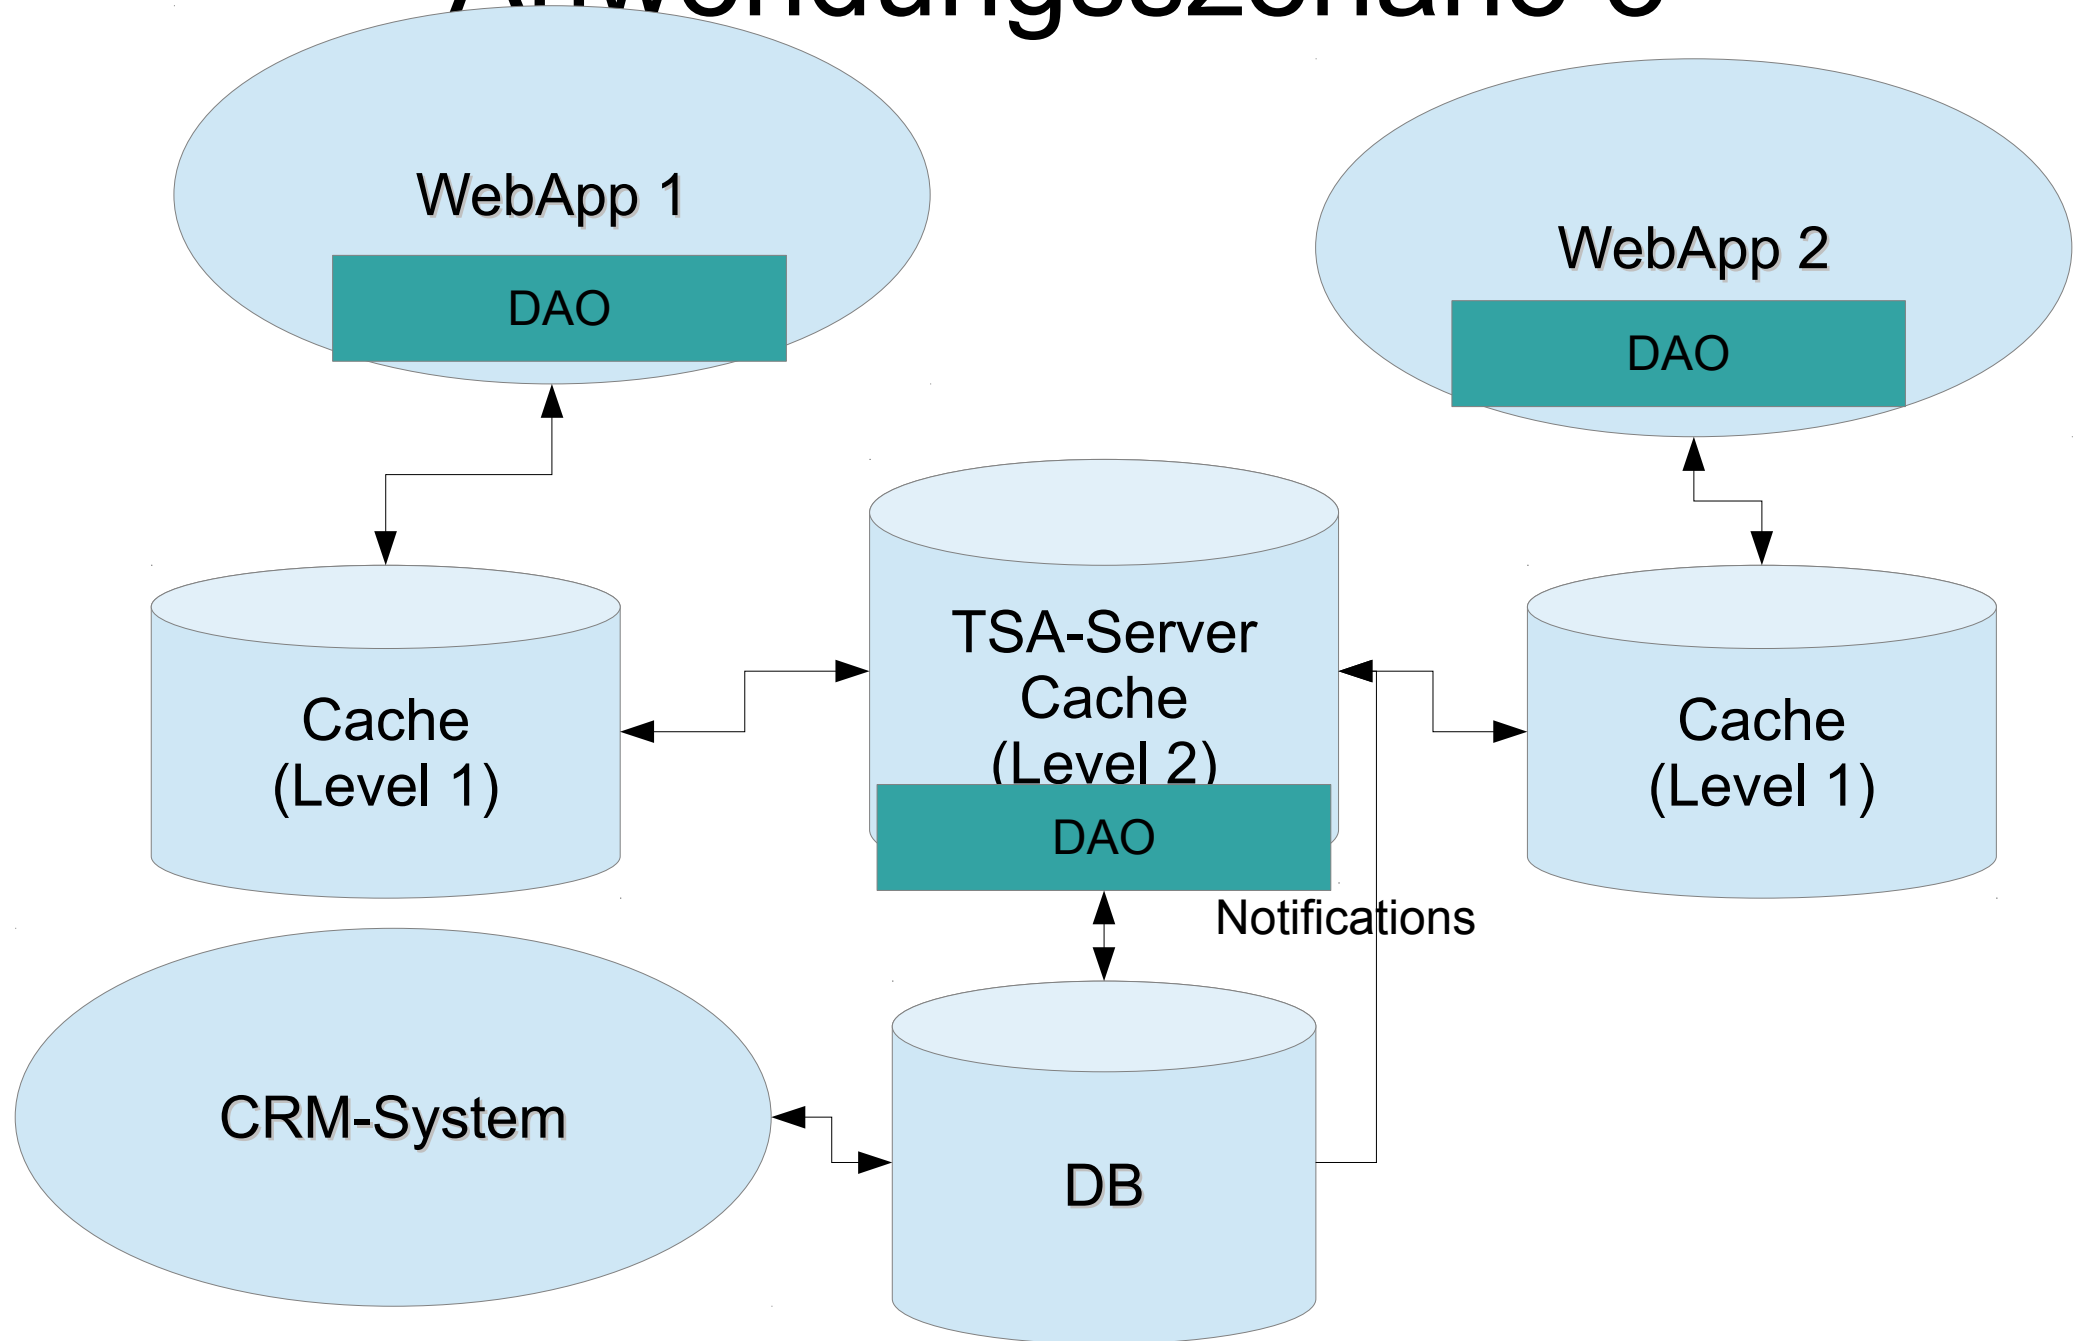 Anwendungsszenario
WebApp 1
DAO
WebApp 2
DAO
TSA-Server
Cache
(Level 2)
DAO
Cache
(Level 1)
Cache
(Level 1)
Notifications
CRM-System
DB